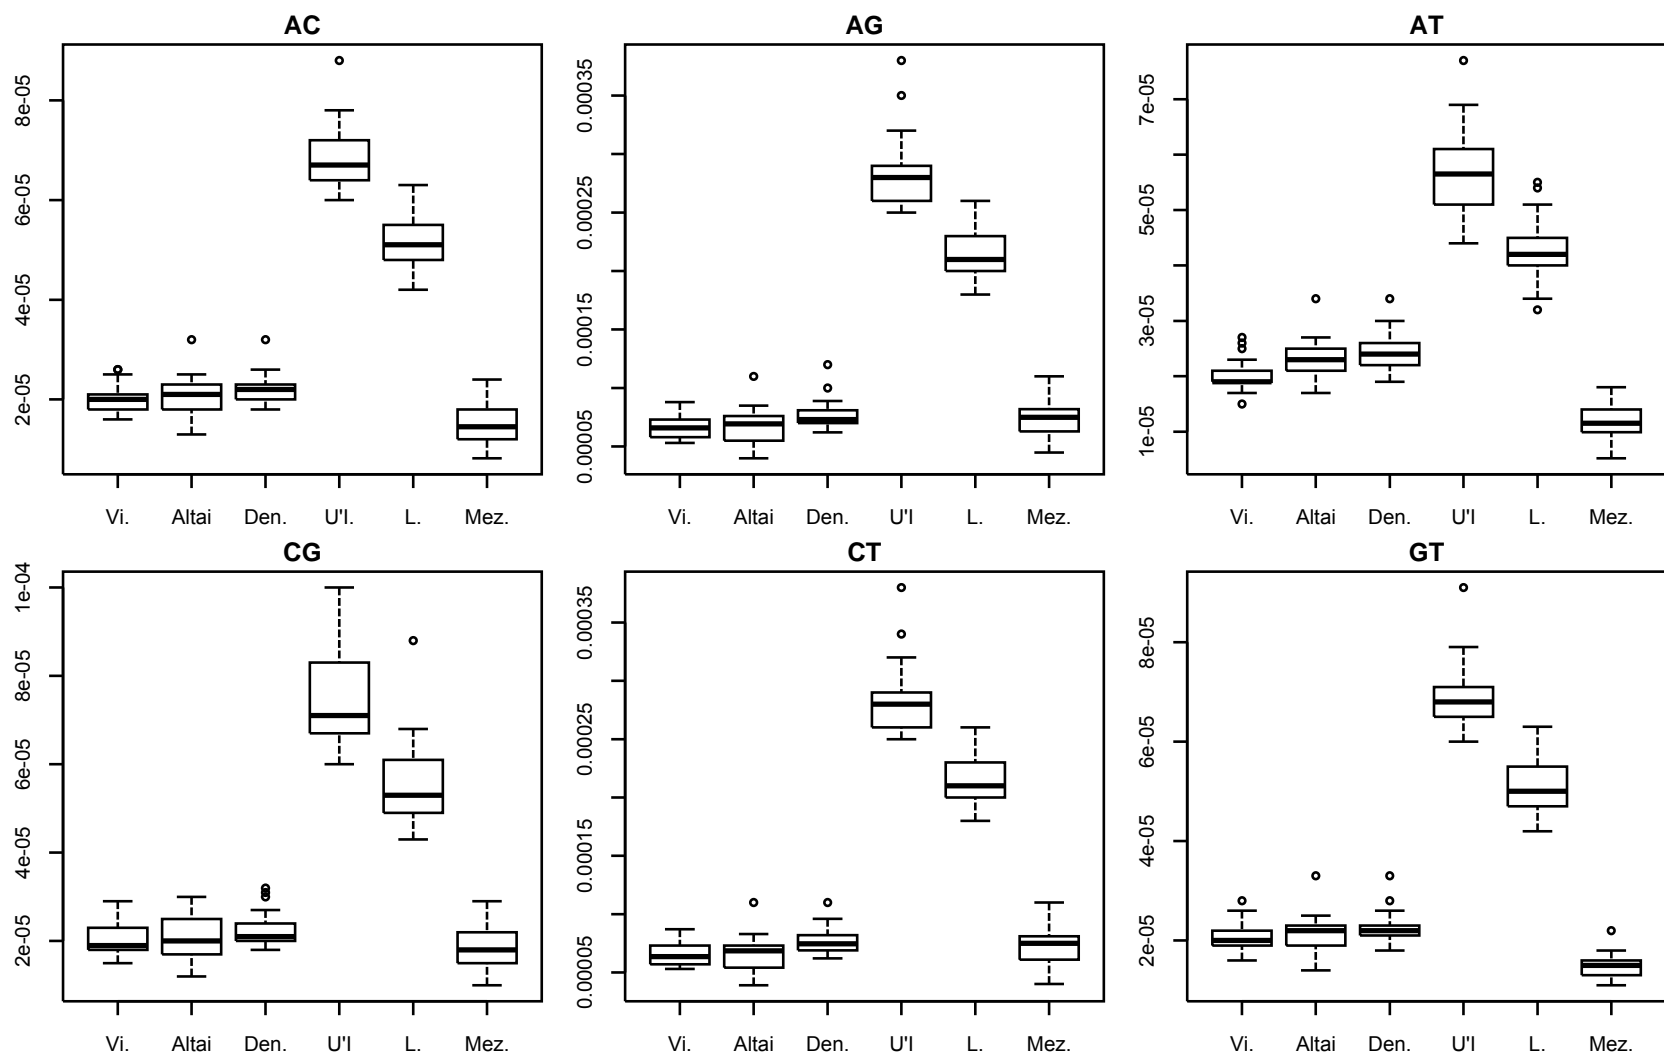 AC
8e-05
6e-05
4e-05
2e-05
Vi. Altai Den. U'I. L. Mez.
AG
0.00035
0.00025
0.00015
0.00005
Vi. Altai Den. U'I. L. Mez.
AT
7e-05
5e-05
3e-05
1e-05
Vi. Altai Den. U'I L. Mez.
CG
1e-04
8e-05
6e-05
4e-05
2e-05
Vi. Altai Den. U'I L. Mez.
CT
0.00035
0.00025
0.00015
0.00005
Vi. Altai Den. U'I L. Mez.
GT
8e-05
6e-05
4e-05
2e-05
Vi. Altai Den. U'I L. Mez.